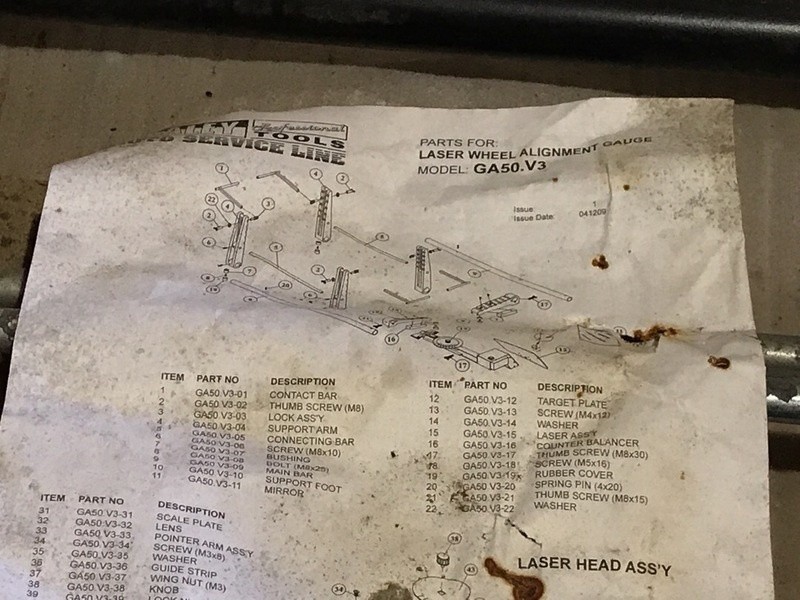 Professional
TOOLS
SERVICE LINE
PARTS FOR:
LASER WHEEL ALIGNMENT GAUGE
MODEL: GA50.V3
Issue: 1
Issue Date: 041209
ITEM PART NO DESCRIPTION
1 GA50.V3-01 CONTACT BAR
2 GA50.V3-02 THUMB SCREW (M8)
3 GA50.V3-03 LOCK ASS'Y
4 GA50.V3-04 SUPPORT ARM
5 GA50.V3-05 CONNECTING BAR
6 GA50.V3-06 SCREW (M8x10)
7 GA50.V3-07 BUSHING
8 GA50.V3-08 BOLT (M8x25)
9 GA50.V3-09 MAIN BAR
10 GA50.V3-10 SUPPORT FOOT
11 GA50.V3-11 MIRROR
ITEM PART NO DESCRIPTION
12 GA50.V3-12 TARGET PLATE
13 GA50.V3-13 SCREW (M4x12)
14 GA50.V3-14 WASHER
15 GA50.V3-15 LASER ASS'Y
16 GA50.V3-16 COUNTER BALANCER
17 GA50.V3-17 THUMB SCREW (M8x30)
18 GA50.V3-18 SCREW (M5x16)
19 GA50.V3-19 RUBBER COVER
20 GA50.V3-20 SPRING PIN (4x20)
21 GA50.V3-21 THUMB SCREW (M8x15)
22 GA50.V3-22 WASHER
ITEM PART NO DESCRIPTION
31 GA50.V3-31 SCALE PLATE
32 GA50.V3-32 LENS
33 GA50.V3-33 POINTER ARM ASS'Y
34 GA50.V3-34 SCREW (M3x8)
35 GA50.V3-35 WASHER
36 GA50.V3-36 GUIDE STRIP
37 GA50.V3-37 WING NUT (M3)
38 GA50.V3-38 KNOB
39 GA50.V3-39
LASER HEAD ASS'Y
38
43
34